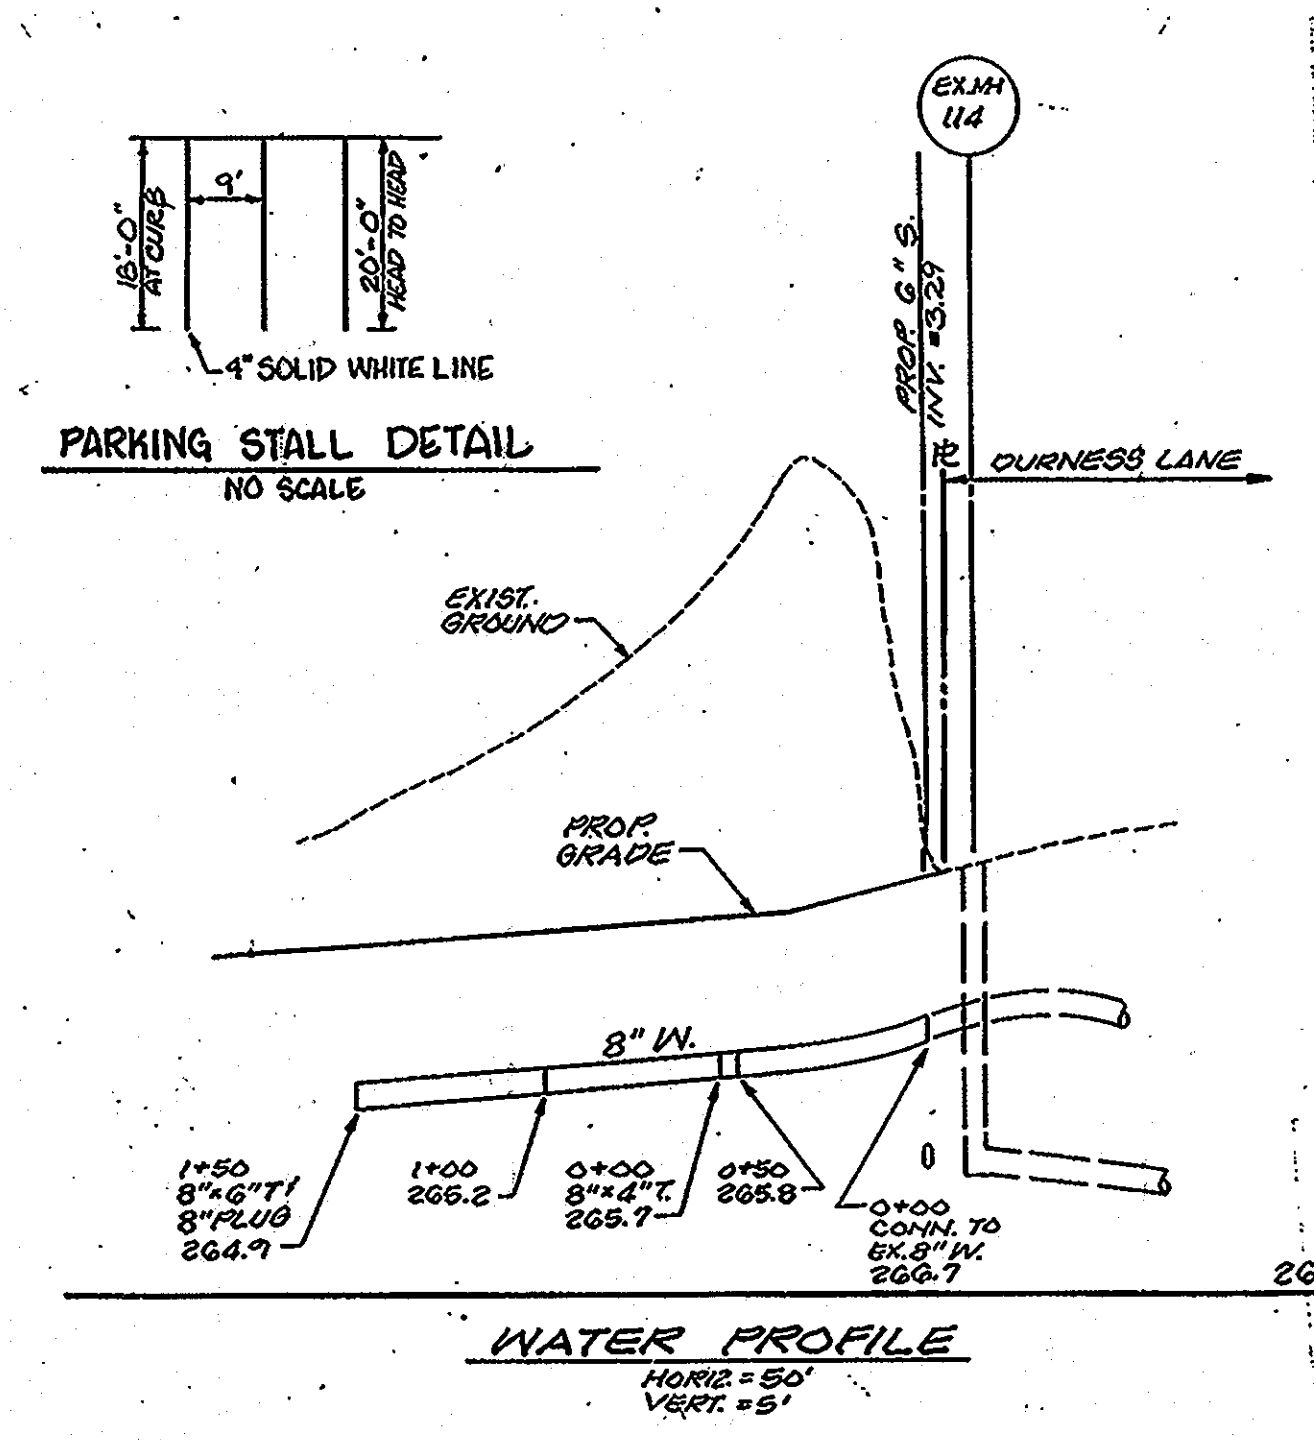 EX.MH
114
18'-0"
AT CURB
9'
20'-0"
HEAD TO HEAD
4" SOLID WHITE LINE
PARKING STALL DETAIL
NO SCALE
PROP. 6" S.
INV. = 3.29
DURNESS LANE
EXIST.
GROUND
PROP.
GRADE
8" W.
1+50
8"x6"T
8" PLUG
264.9
1+00
265.2
0+00
8"x4"T.
265.7
0+50
265.8
0+00
CONN. TO
EX. 8" W.
266.7
26
WATER PROFILE
HORIZ. = 50'
VERT. = 5'